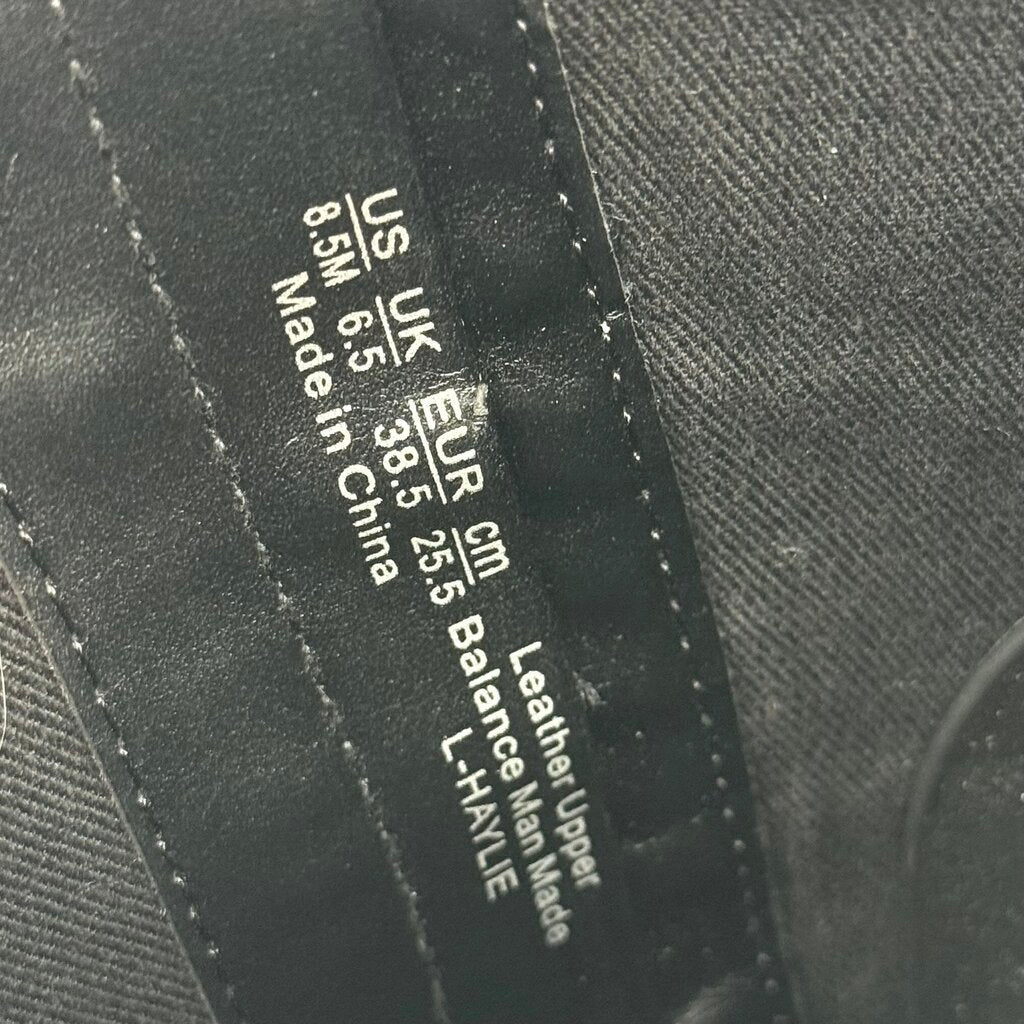 US UK EUR cm
8.5M 6.5 38.5 25.5
Made in China
Leather Upper
Balance Man Made
L-HAYLIE